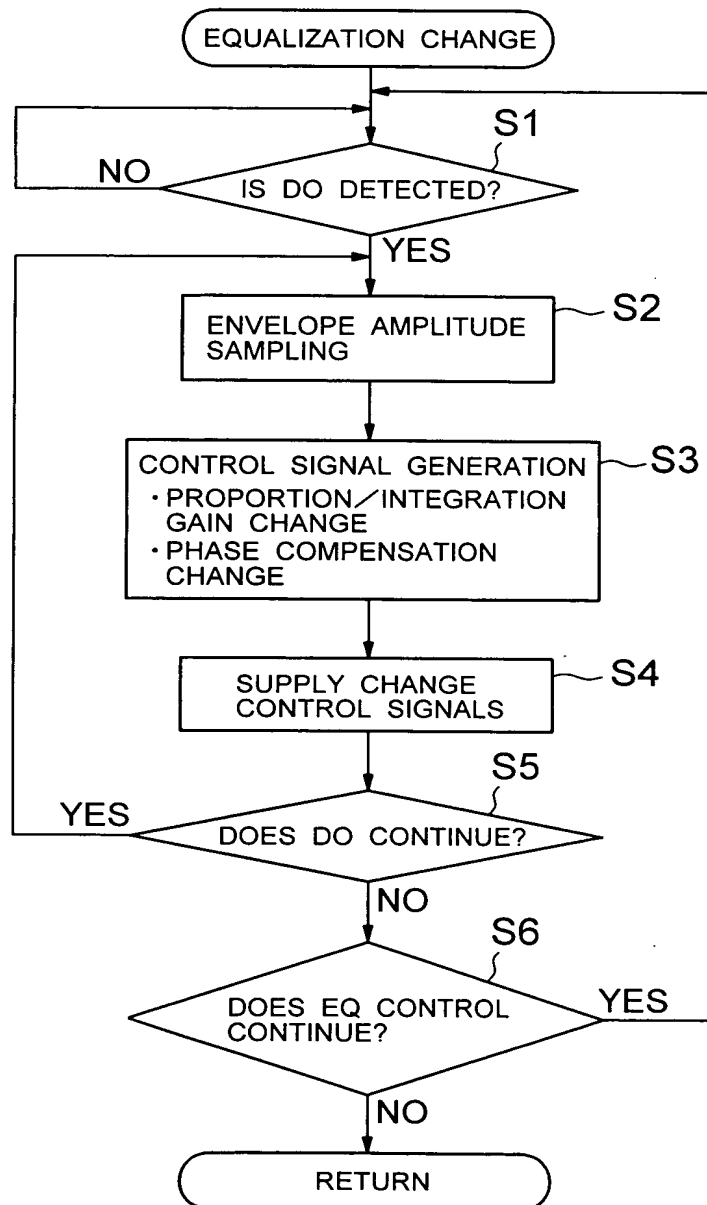 EQUALIZATION CHANGE
S1
NO
IS DO DETECTED?
YES
S2
ENVELOPE AMPLITUDE
SAMPLING
S3
CONTROL SIGNAL GENERATION
・PROPORTION/INTEGRATION
GAIN CHANGE
・PHASE COMPENSATION
CHANGE
S4
SUPPLY CHANGE
CONTROL SIGNALS
S5
YES
DOES DO CONTINUE?
NO
S6
DOES EQ CONTROL
CONTINUE?
YES
NO
RETURN